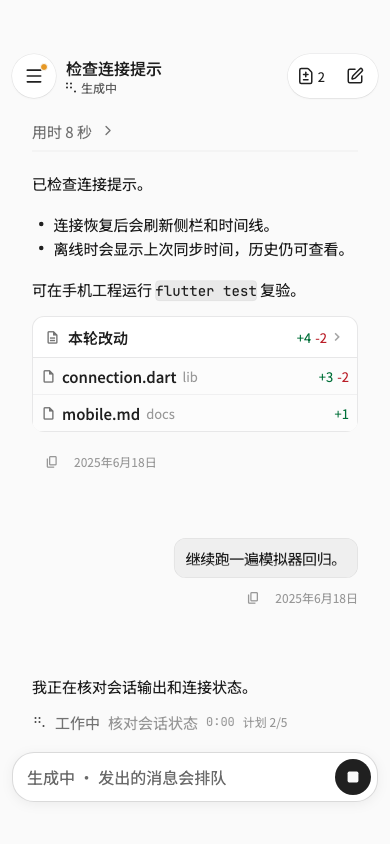 检查连接提示
生成中
2
用时 8 秒
已检查连接提示。
• 连接恢复后会刷新侧栏和时间线。
• 离线时会显示上次同步时间，历史仍可查看。
可在手机工程运行 flutter test 复验。
本轮改动 +4 -2
connection.dart lib +3 -2
mobile.md docs +1
2025年6月18日
继续跑一遍模拟器回归。
2025年6月18日
我正在核对会话输出和连接状态。
工作中 核对会话状态 0:00 计划 2/5
生成中 · 发出的消息会排队